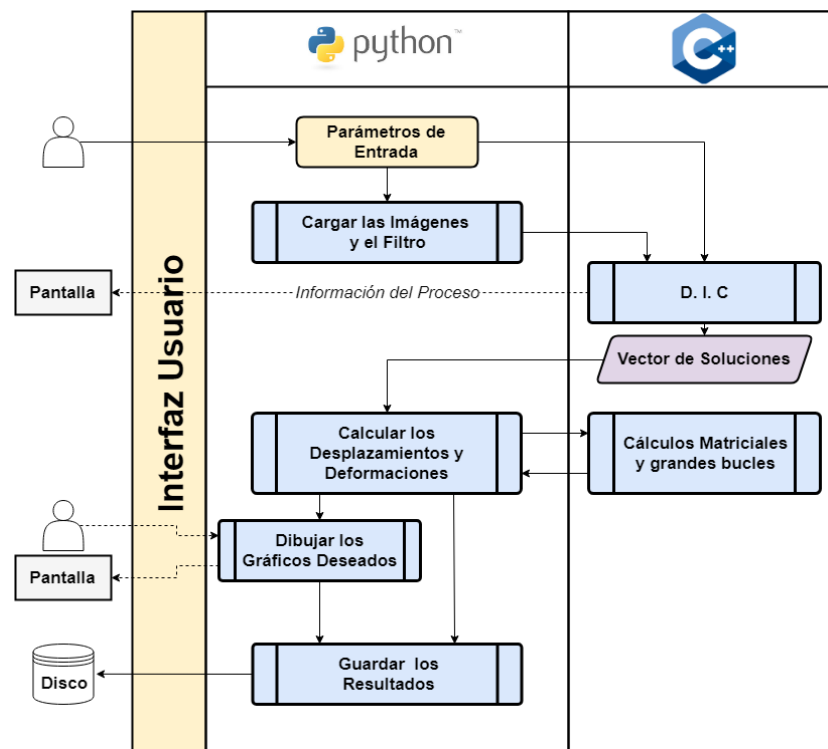 python™
C++
Parámetros de
Entrada
Cargar las Imágenes
y el Filtro
Interfaz Usuario
Pantalla
Información del Proceso
D. I. C
Vector de Soluciones
Calcular los
Desplazamientos y
Deformaciones
Cálculos Matriciales
y grandes bucles
Dibujar los
Gráficos Deseados
Pantalla
Guardar los
Resultados
Disco